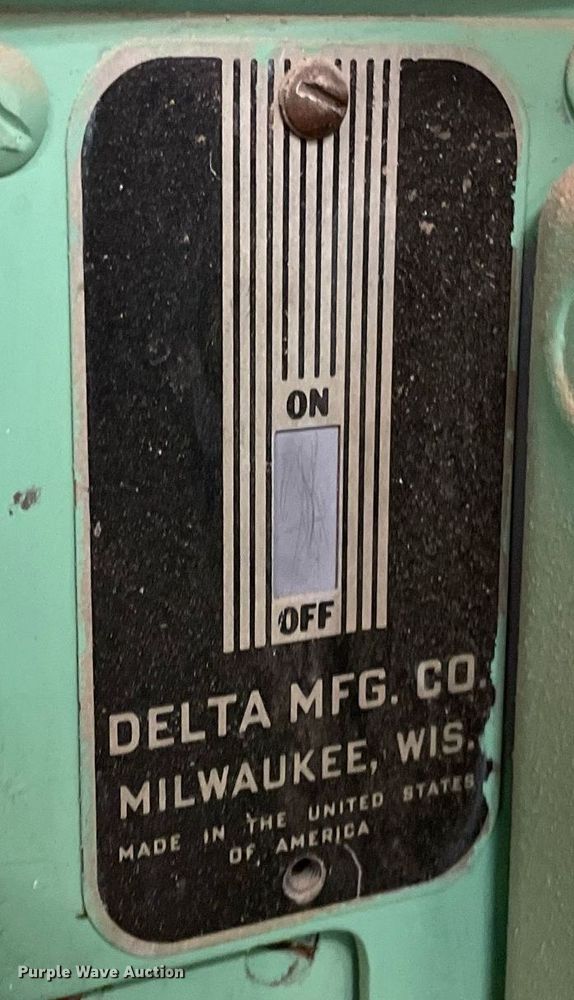 ON
OFF
DELTA MFG. CO.
MILWAUKEE, WIS.
MADE IN THE UNITED STATES
OF AMERICA
Purple Wave Auction